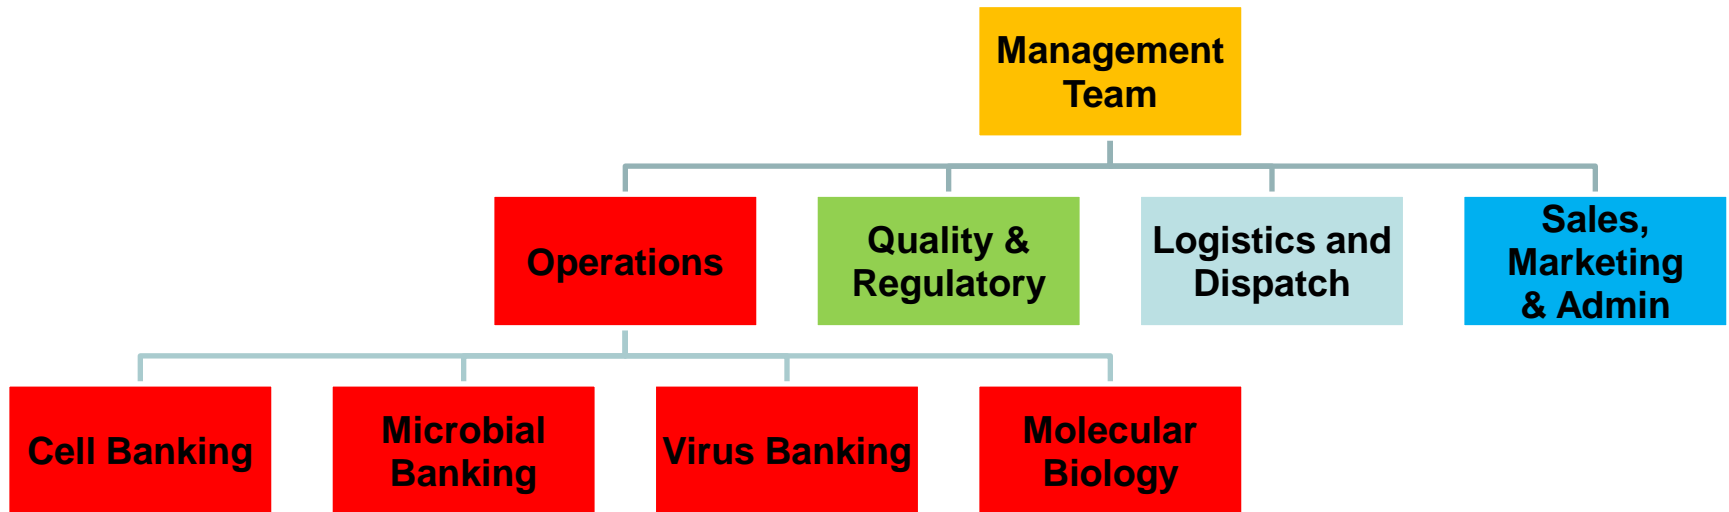 Management
Team
Operations
Quality &
Regulatory
Logistics and
Dispatch
Sales,
Marketing
& Admin
Cell Banking
Microbial
Banking
Virus Banking
Molecular
Biology